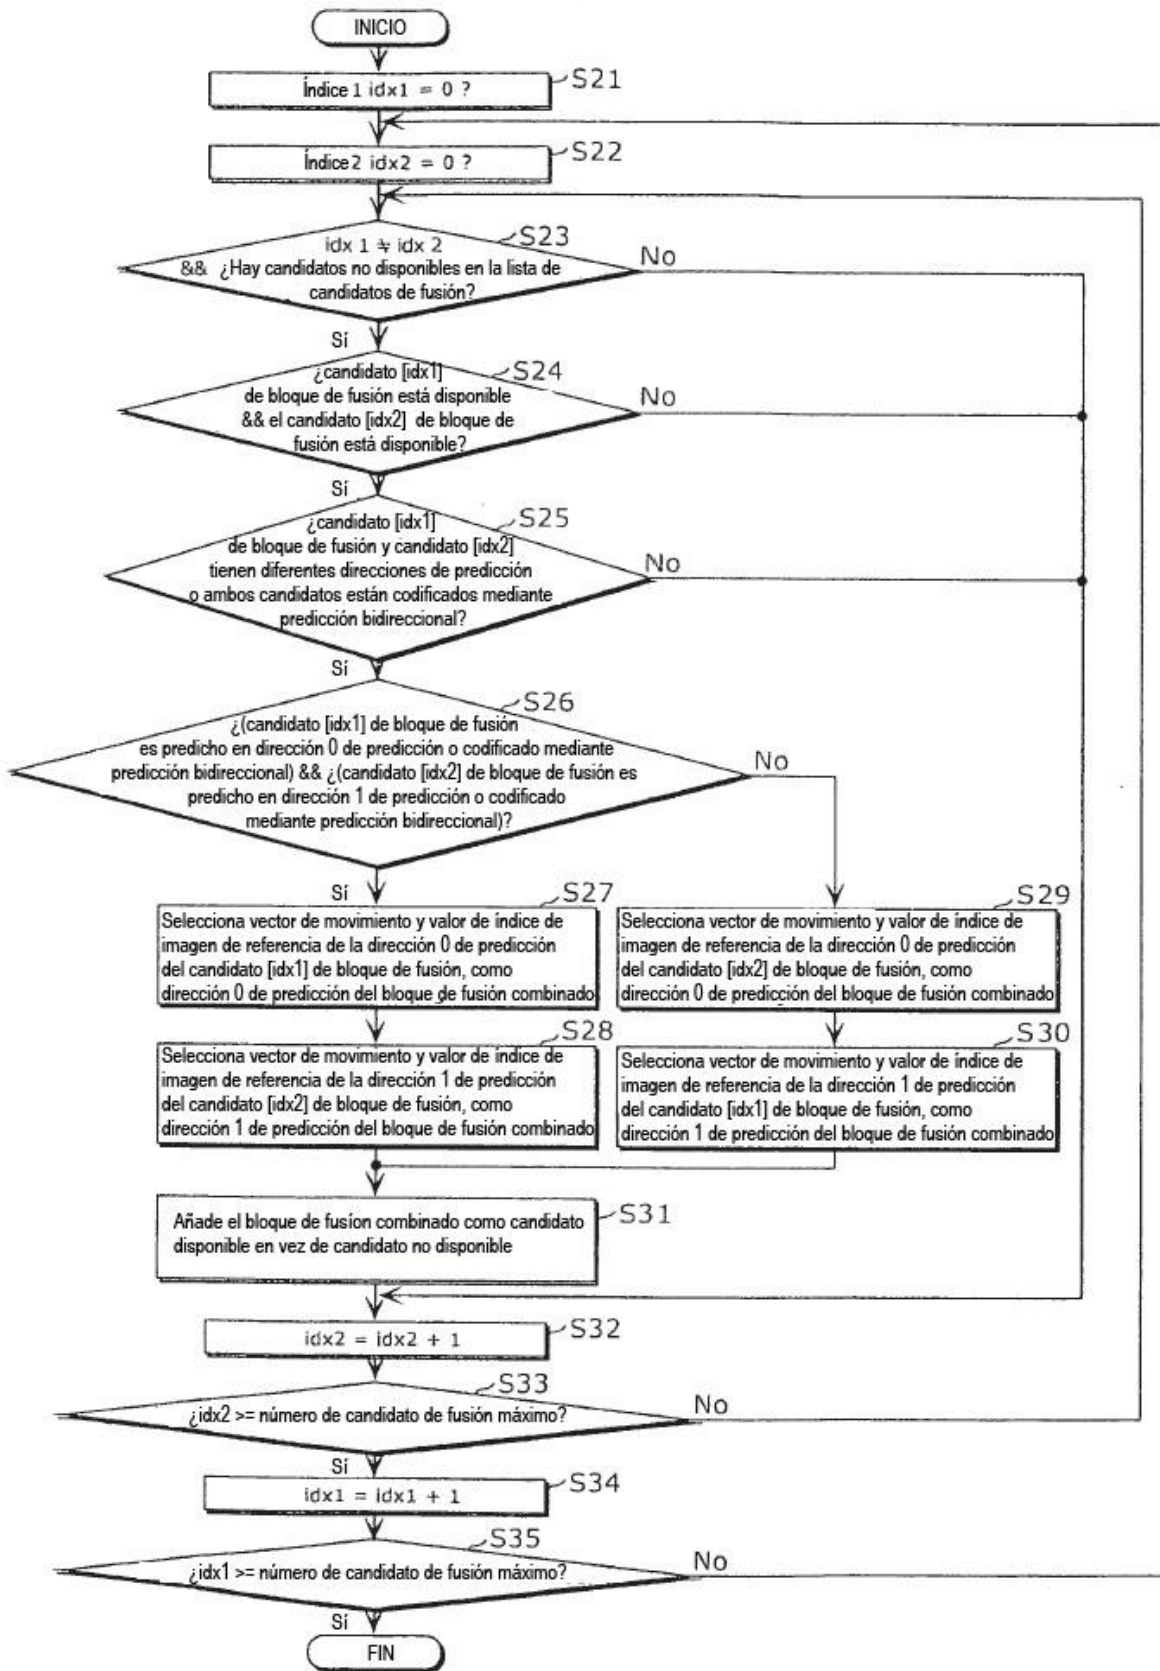 INICIO
S21
Índice 1 idx1 = 0 ?
S22
Índice 2 idx2 = 0 ?
S23
idx 1 ≠ idx 2
&& ¿Hay candidatos no disponibles en la lista de
candidatos de fusión?
No
Sí
S24
¿candidato [idx1]
de bloque de fusión está disponible
&& el candidato [idx2] de bloque de
fusión está disponible?
No
Sí
S25
¿candidato [idx1]
de bloque de fusión y candidato [idx2]
tienen diferentes direcciones de predicción
o ambos candidatos están codificados mediante
predicción bidireccional?
No
Sí
S26
¿(candidato [idx1] de bloque de fusión
es predicho en dirección 0 de predicción o codificado mediante
predicción bidireccional) && ¿(candidato [idx2] de bloque de fusión es
predicho en dirección 1 de predicción o codificado
mediante predicción bidireccional)?
No
Sí
S27
Selecciona vector de movimiento y valor de índice de
imagen de referencia de la dirección 0 de predicción
del candidato [idx1] de bloque de fusión, como
dirección 0 de predicción del bloque de fusión combinado
S29
Selecciona vector de movimiento y valor de índice de
imagen de referencia de la dirección 0 de predicción
del candidato [idx2] de bloque de fusión, como
dirección 0 de predicción del bloque de fusión combinado
S28
Selecciona vector de movimiento y valor de índice de
imagen de referencia de la dirección 1 de predicción
del candidato [idx2] de bloque de fusión, como
dirección 1 de predicción del bloque de fusión combinado
S30
Selecciona vector de movimiento y valor de índice de
imagen de referencia de la dirección 1 de predicción
del candidato [idx1] de bloque de fusión, como
dirección 1 de predicción del bloque de fusión combinado
S31
Añade el bloque de fusíon combinado como candidato
disponible en vez de candidato no disponible
S32
idx2 = idx2 + 1
S33
¿idx2 >= número de candidato de fusión máximo?
No
Sí
S34
idx1 = idx1 + 1
S35
¿idx1 >= número de candidato de fusión máximo?
No
Sí
FIN